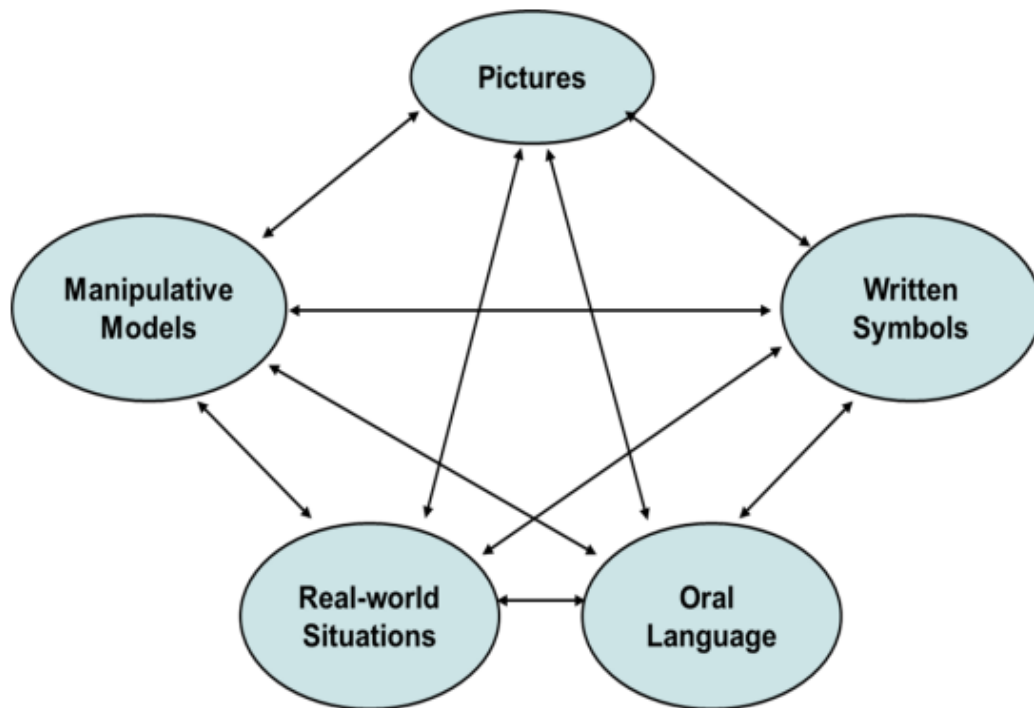 Pictures
Manipulative
Models
Written
Symbols
Real-world
Situations
Oral
Language